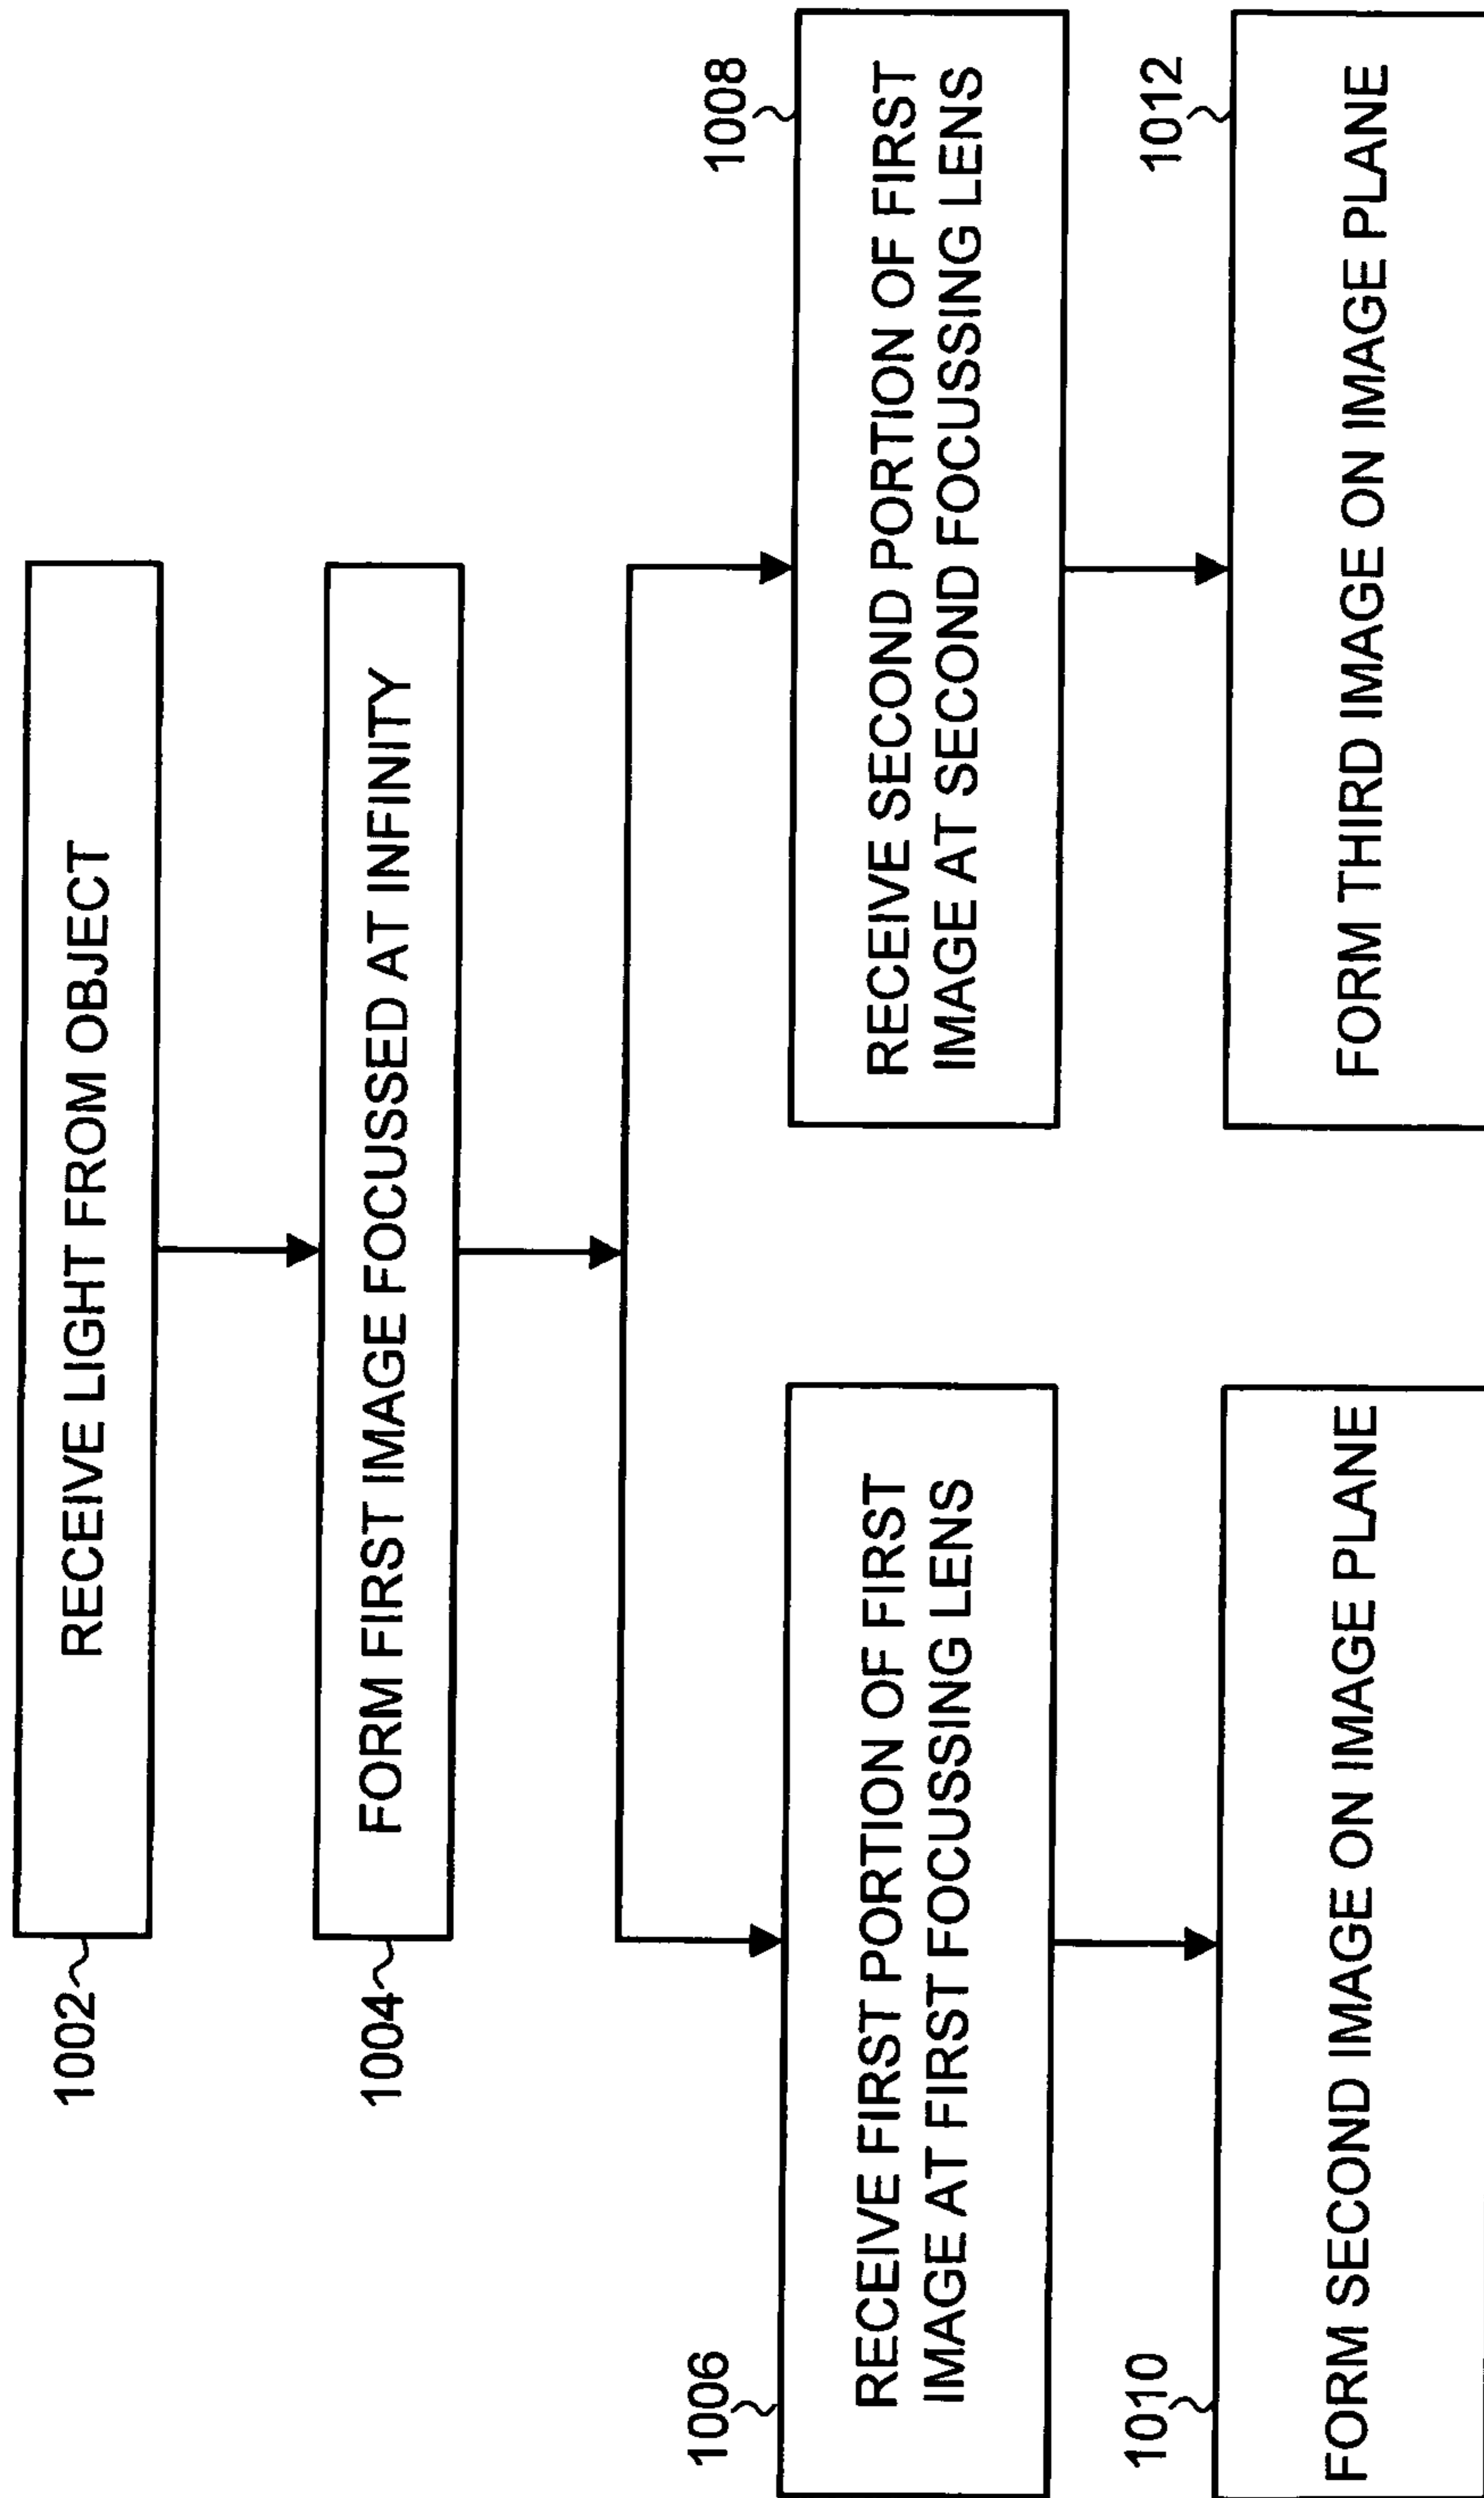 1002
RECEIVE LIGHT FROM OBJECT
1004
FORM FIRST IMAGE FOCUSSED AT INFINITY
1006
RECEIVE FIRST PORTION OF FIRST
IMAGE AT FIRST FOCUSSING LENS
1008
RECEIVE SECOND PORTION OF FIRST
IMAGE AT SECOND FOCUSSING LENS
1010
FORM SECOND IMAGE ON IMAGE PLANE
1012
FORM THIRD IMAGE ON IMAGE PLANE